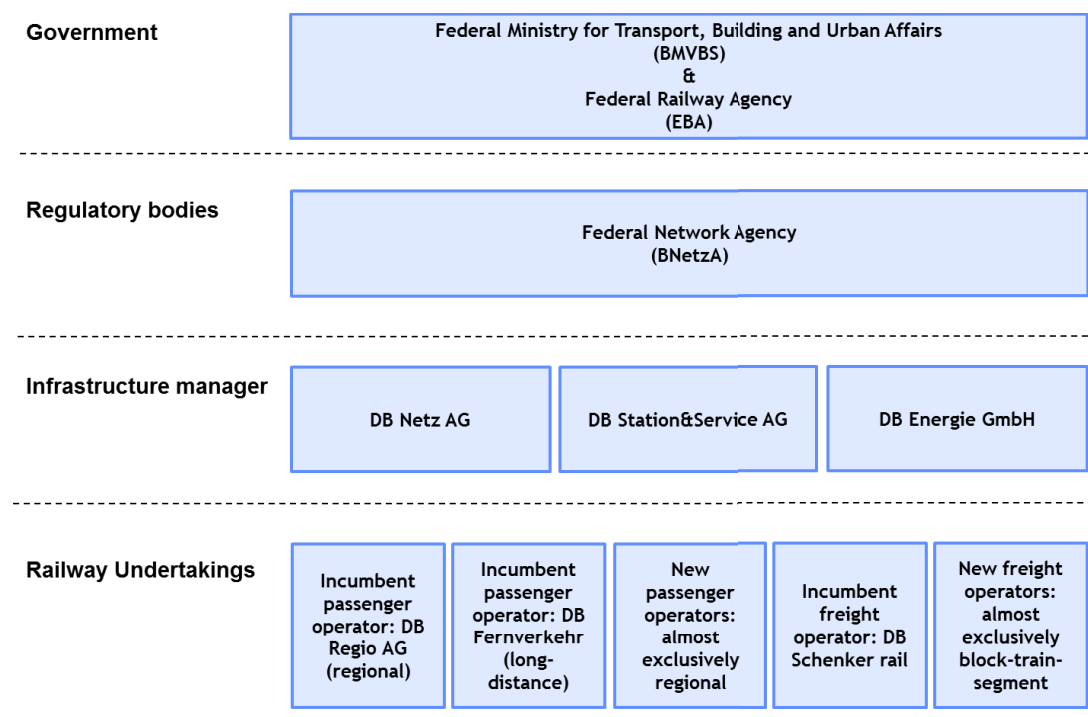 Government
Federal Ministry for Transport, Building and Urban Affairs
(BMVBS)
&
Federal Railway Agency
(EBA)
Regulatory bodies
Federal Network Agency
(BNetzA)
Infrastructure manager
DB Netz AG
DB Station&Service AG
DB Energie GmbH
Railway Undertakings
Incumbent
passenger
operator: DB
Regio AG
(regional)
Incumbent
passenger
operator: DB
Fernverkehr
(long-
distance)
New
passenger
operators:
almost
exclusively
regional
Incumbent
freight
operator: DB
Schenker rail
New freight
operators:
almost
exclusively
block-train-
segment